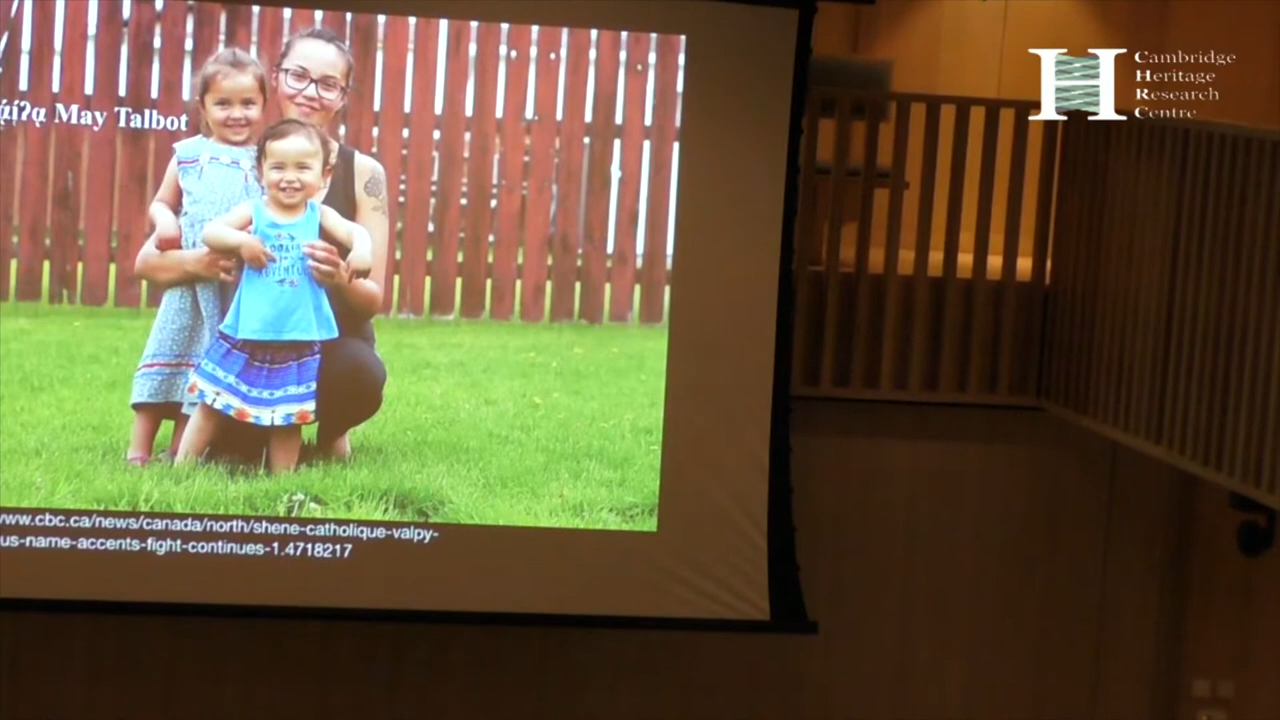 May Talbot
Cambridge
Heritage
Research
Centre
ADVENTU
www.cbc.ca/news/canada/north/shene-catholique-valpy-
us-name-accents-fight-continues-1.4718217